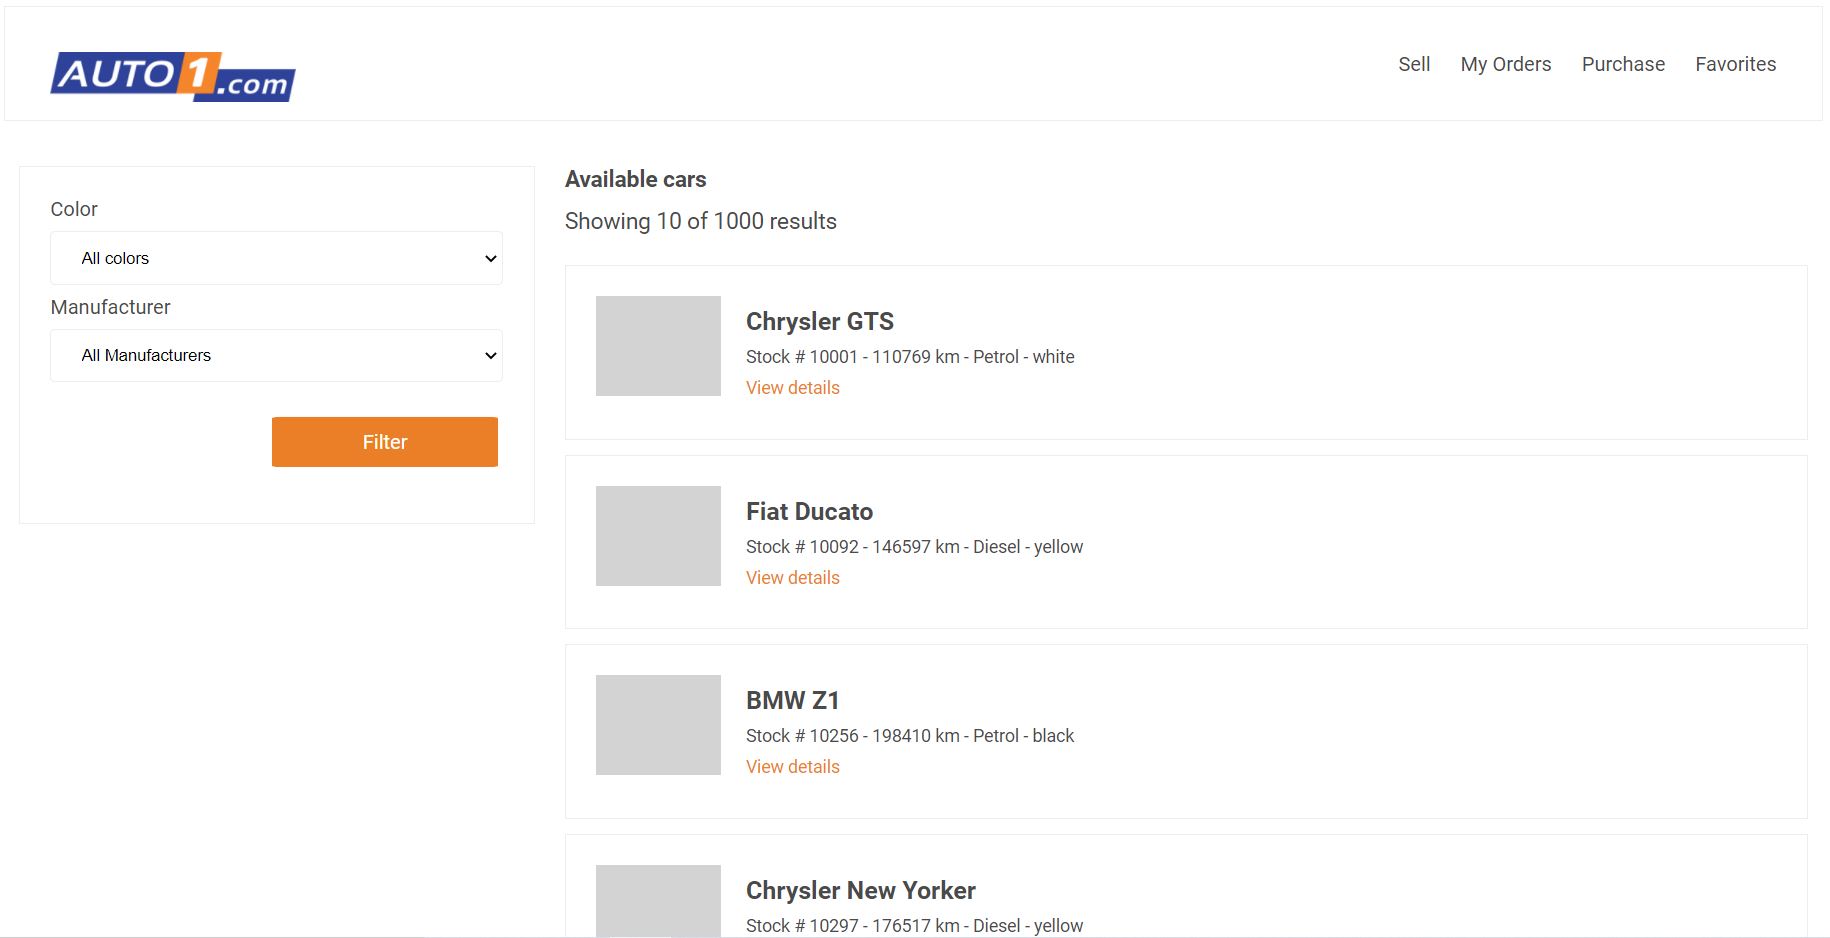 AUTO1.com
Sell My Orders Purchase Favorites
Color
All colors
Manufacturer
All Manufacturers
Filter
Available cars
Showing 10 of 1000 results
Chrysler GTS
Stock # 10001 - 110769 km - Petrol - white
View details
Fiat Ducato
Stock # 10092 - 146597 km - Diesel - yellow
View details
BMW Z1
Stock # 10256 - 198410 km - Petrol - black
View details
Chrysler New Yorker
Stock # 10297 - 176517 km - Diesel - yellow